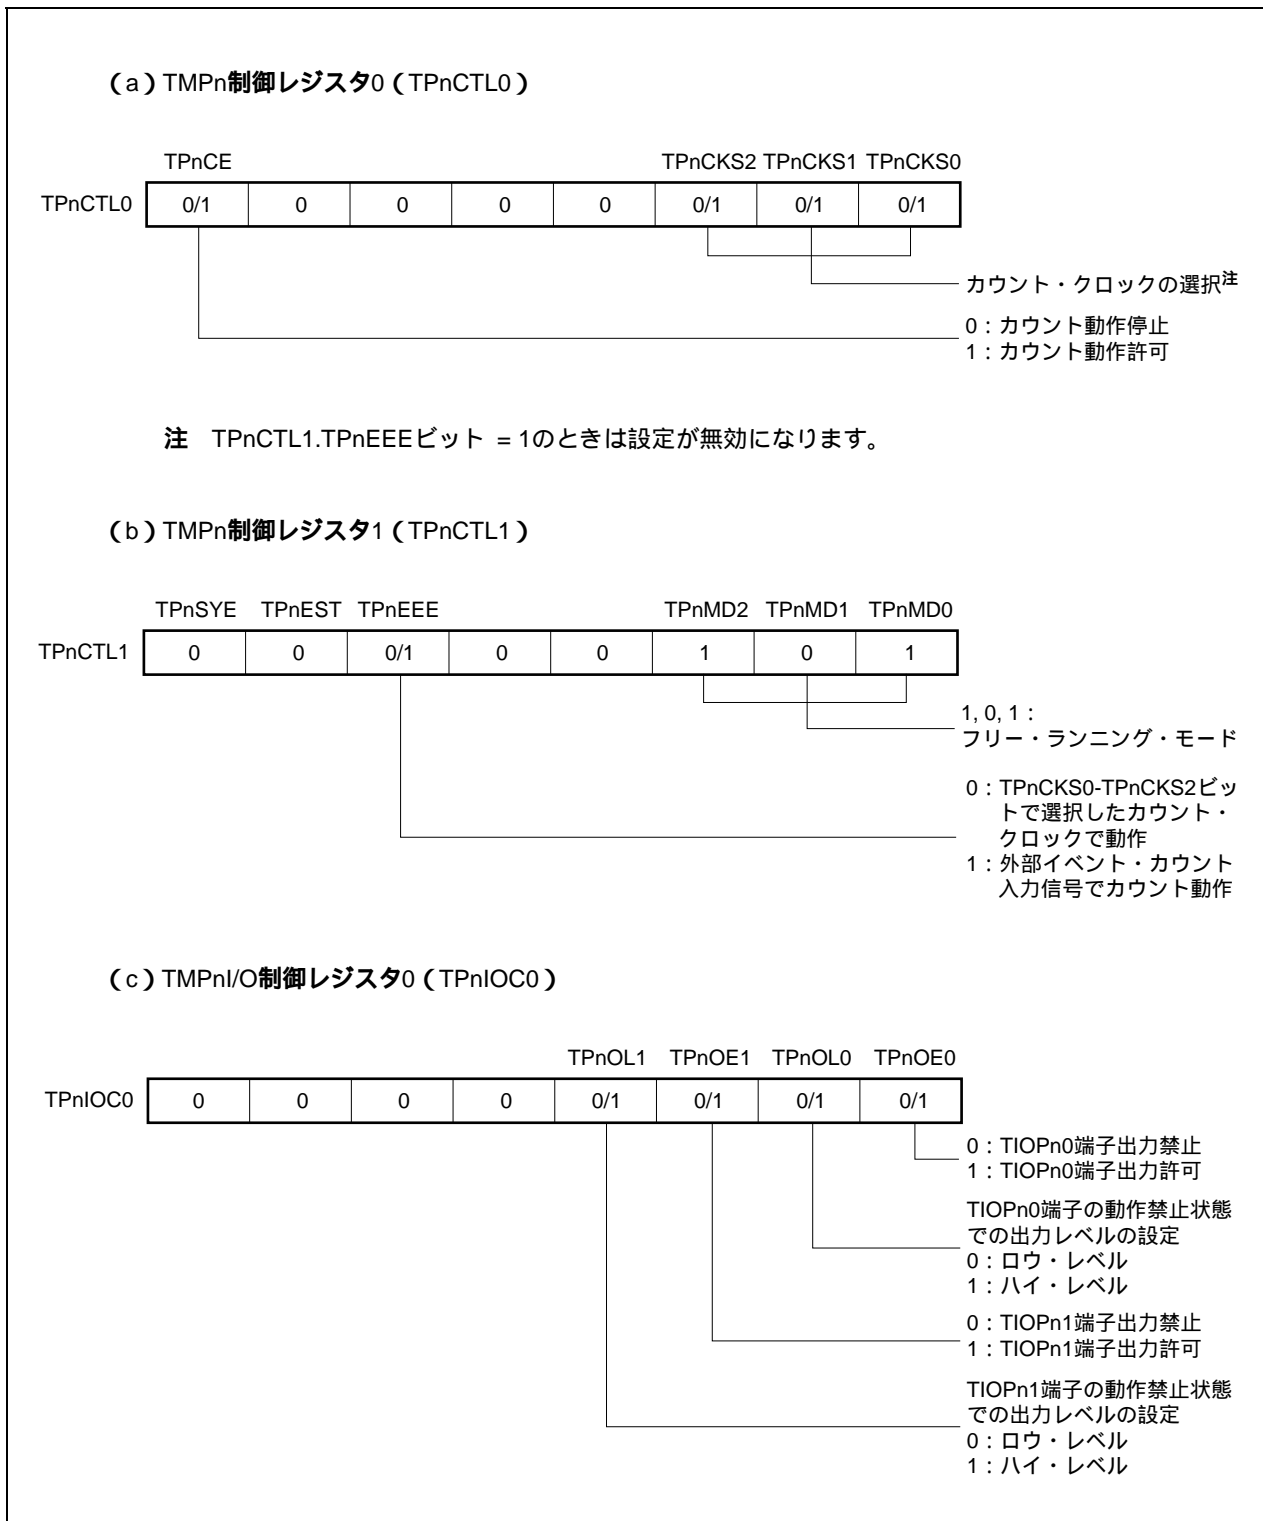 （a）TMPn制御レジスタ0（TPnCTL0）
TPnCE TPnCKS2 TPnCKS1 TPnCKS0
TPnCTL0 0/1 0 0 0 0 0/1 0/1 0/1
カウント・クロックの選択注
0：カウント動作停止
1：カウント動作許可
注 TPnCTL1.TPnEEEビット = 1のときは設定が無効になります。
（b）TMPn制御レジスタ1（TPnCTL1）
TPnSYE TPnEST TPnEEE TPnMD2 TPnMD1 TPnMD0
TPnCTL1 0 0 0/1 0 0 1 0 1
1, 0, 1：
フリー・ランニング・モード
0：TPnCKS0-TPnCKS2ビッ
トで選択したカウント・
クロックで動作
1：外部イベント・カウント
入力信号でカウント動作
（c）TMPnI/O制御レジスタ0（TPnIOC0）
TPnOL1 TPnOE1 TPnOL0 TPnOE0
TPnIOC0 0 0 0 0 0/1 0/1 0/1 0/1
0：TIOPn0端子出力禁止
1：TIOPn0端子出力許可
TIOPn0端子の動作禁止状態
での出力レベルの設定
0：ロウ・レベル
1：ハイ・レベル
0：TIOPn1端子出力禁止
1：TIOPn1端子出力許可
TIOPn1端子の動作禁止状態
での出力レベルの設定
0：ロウ・レベル
1：ハイ・レベル